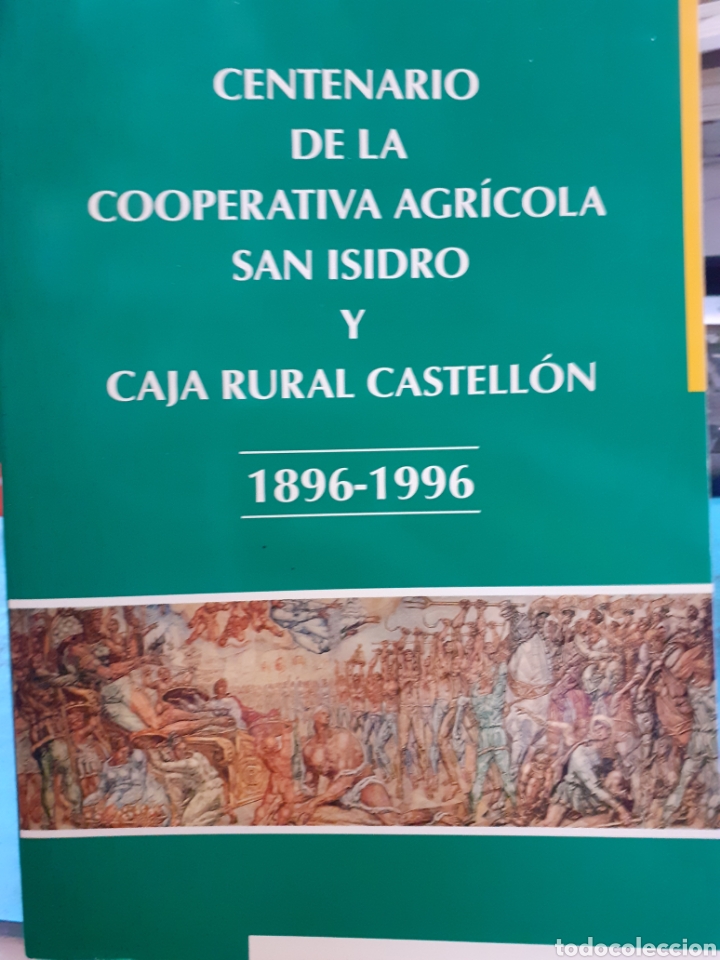 CENTENARIO
DE LA
COOPERATIVA AGRÍCOLA
SAN ISIDRO
Y
CAJA RURAL CASTELLÓN
1896-1996
todocoleccion